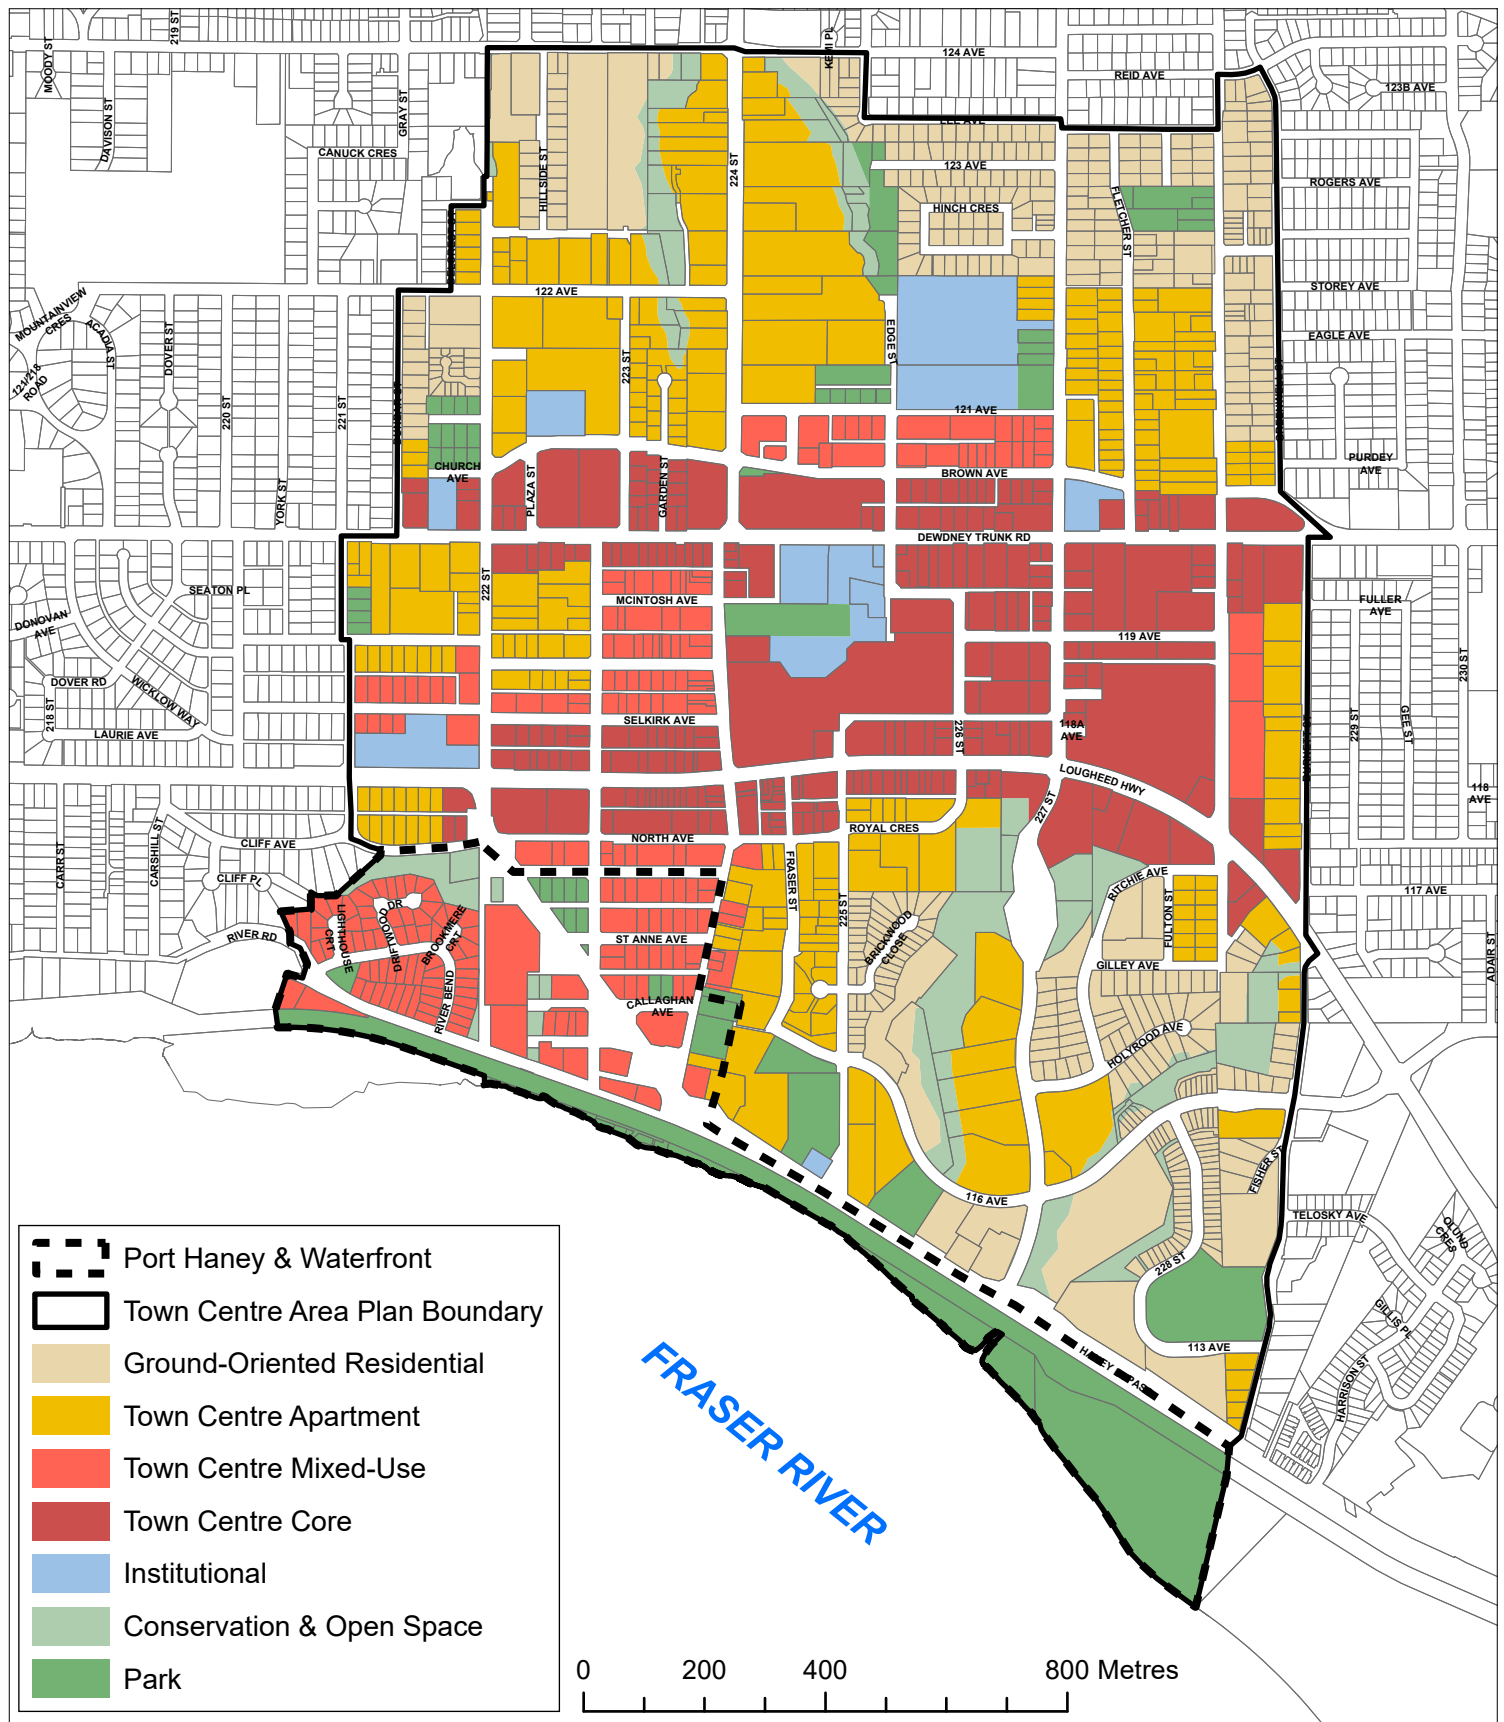 219 ST
MOODY ST
KEMI PL
124 AVE
REID AVE
123B AVE
DAVISON ST
GRAY ST
LEE AVE
CANUCK CRES
HILLSIDE ST
224 ST
123 AVE
ROGERS AVE
FLETCHER ST
HINCH CRES
122 AVE
STOREY AVE
MOUNTAINVIEW
CRES
ACADIA ST
DOVER ST
EDGE ST
EAGLE AVE
223 ST
121/218
ROAD
220 ST
221 ST
121 AVE
PURDEY
AVE
CHURCH
AVE
PLAZA ST
GARDEN ST
BROWN AVE
YORK ST
DEWDNEY TRUNK RD
SEATON PL
222 ST
MCINTOSH AVE
FULLER
AVE
DONOVAN
AVE
119 AVE
230 ST
DOVER RD
WICKLOW WAY
218 ST
LAURIE AVE
SELKIRK AVE
226 ST
118A
AVE
229 ST
GEE ST
BURNETT ST
LOUGHEED HWY
118
AVE
227 ST
CARR ST
CARSHILL ST
CLIFF AVE
NORTH AVE
ROYAL CRES
CLIFF PL
FRASER ST
225 ST
RITCHIE AVE
FULTON ST
117 AVE
RIVER RD
LIGHTHOUSE
CRT
DRIFTWOOD
DR
BROOKMERE
CRT
ST ANNE AVE
BRICKWOOD
CLOSE
GILLEY AVE
ADAIR ST
RIVER BEND
CALLAGHAN
AVE
HOLYROOD AVE
FISHER ST
116 AVE
TELOSKY AVE
OLUND
CRES
228 ST
GILLIS PL
113 AVE
HARRISON ST
FRASER RIVER
Port Haney & Waterfront
Town Centre Area Plan Boundary
Ground-Oriented Residential
Town Centre Apartment
Town Centre Mixed-Use
Town Centre Core
Institutional
Conservation & Open Space
Park
0 200 400 800 Metres